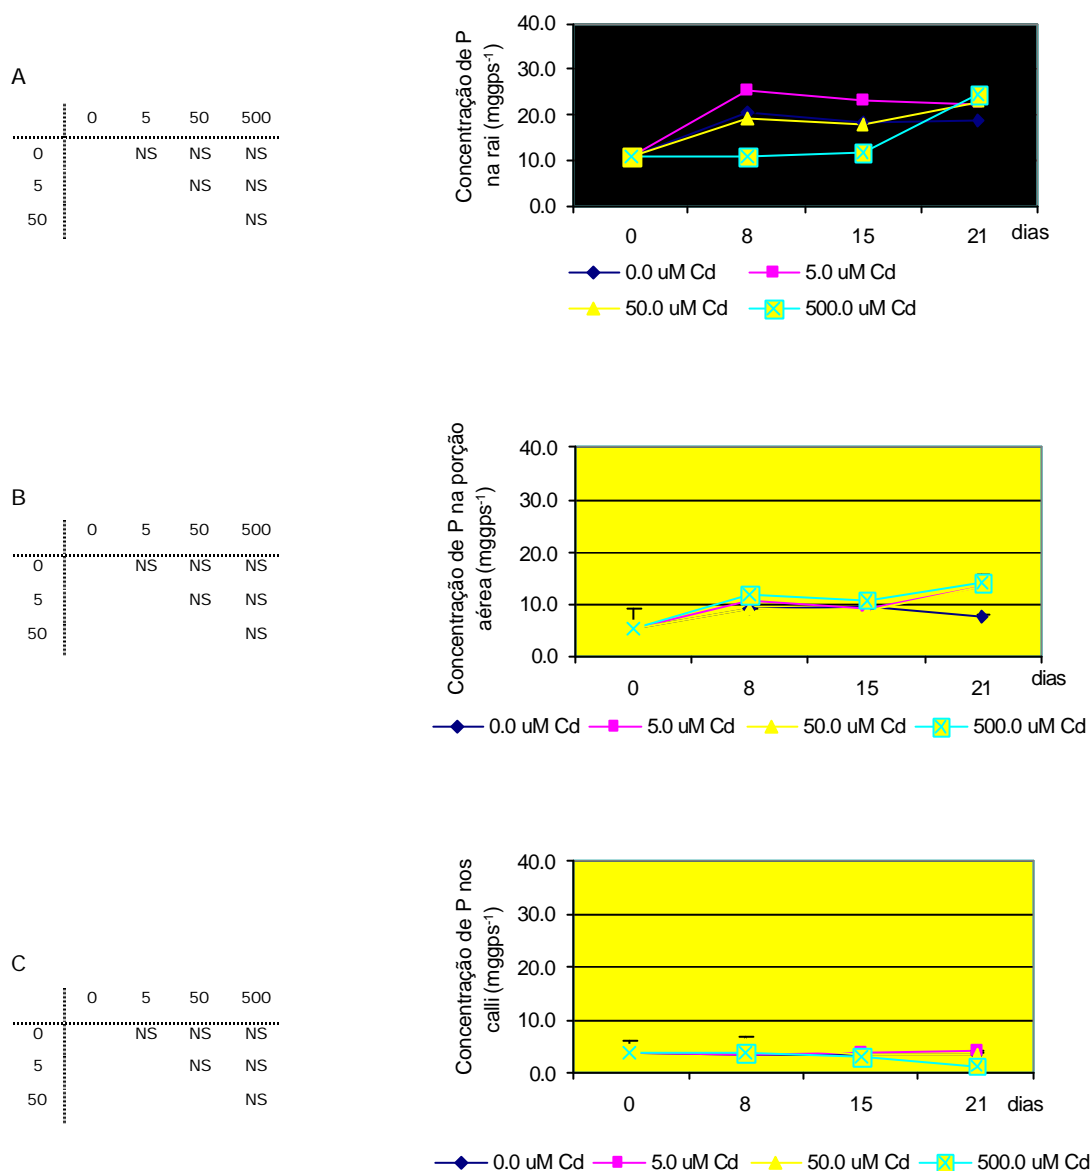 A
0 5 50 500
0 NS NS NS
5 NS NS
50 NS
Concentração de P
na rai (mggps-1)
40.0
30.0
20.0
10.0
0.0
0 8 15 21 dias
0.0 uM Cd 5.0 uM Cd
50.0 uM Cd 500.0 uM Cd
B
0 5 50 500
0 NS NS NS
5 NS NS
50 NS
Concentração de P na porção
aérea (mggps-1)
40.0
30.0
20.0
10.0
0.0
0 8 15 21 dias
0.0 uM Cd 5.0 uM Cd 50.0 uM Cd 500.0 uM Cd
C
0 5 50 500
0 NS NS NS
5 NS NS
50 NS
Concentração de P nos
calli (mggps-1)
40.0
30.0
20.0
10.0
0.0
0 8 15 21 dias
0.0 uM Cd 5.0 uM Cd 50.0 uM Cd 500.0 uM Cd